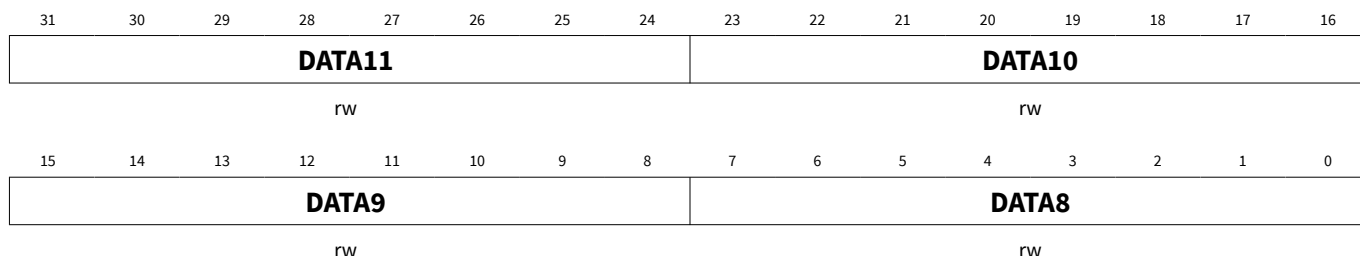 31 30 29 28 27 26 25 24 23 22 21 20 19 18 17 16
DATA11 DATA10
rw rw
15 14 13 12 11 10 9 8 7 6 5 4 3 2 1 0
DATA9 DATA8
rw rw